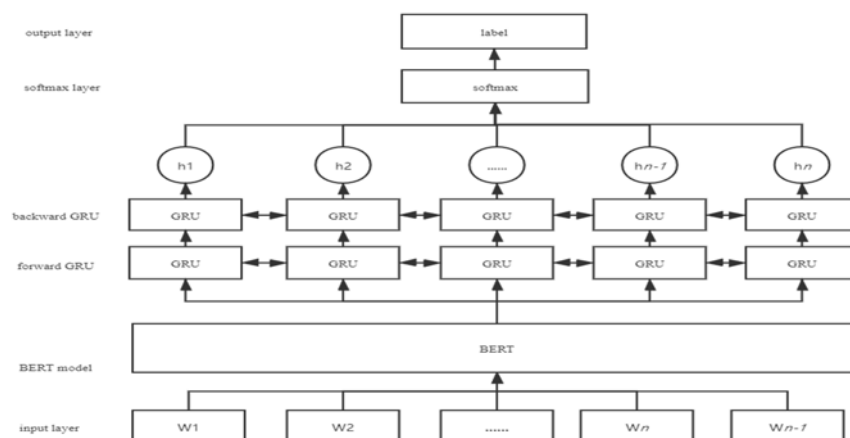 output layer label
softmax layer softmax
h1 h2 ...... hn-1 hn
backward GRU GRU GRU GRU GRU GRU
forward GRU GRU GRU GRU GRU GRU
BERT
BERT model
input layer W1 W2 ...... Wn Wn-1